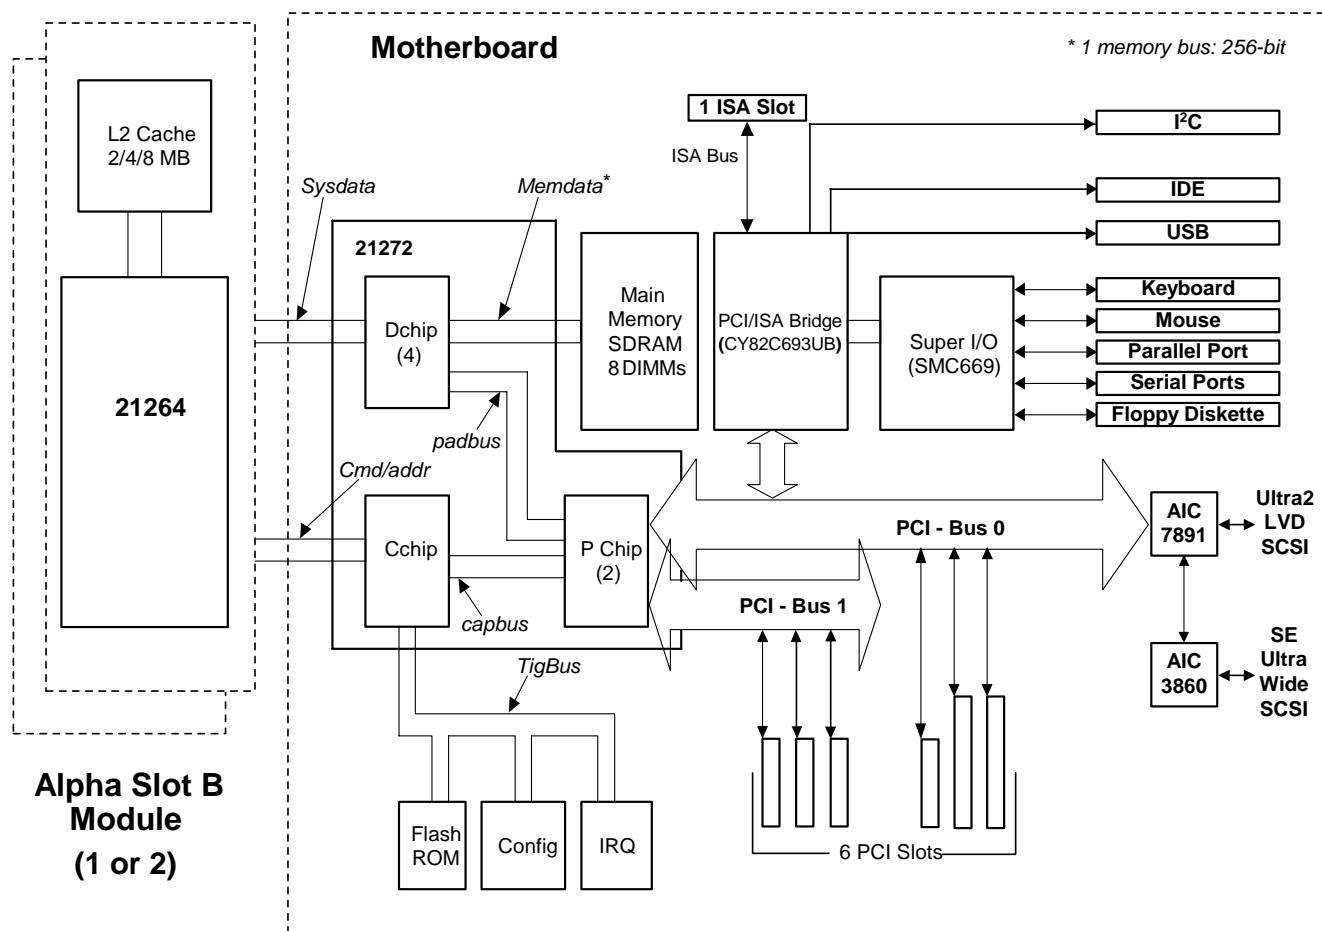 Motherboard
* 1 memory bus: 256-bit
L2 Cache
2/4/8 MB
1 ISA Slot
ISA Bus
I²C
IDE
USB
Sysdata
Memdata*
21272
21264
Dchip
(4)
Main
Memory
SDRAM
8 DIMMs
PCI/ISA Bridge
(CY82C693UB)
Super I/O
(SMC669)
Keyboard
Mouse
Parallel Port
Serial Ports
Floppy Diskette
padbus
Cmd/addr
Cchip
P Chip
(2)
capbus
PCI - Bus 0
PCI - Bus 1
AIC
7891
Ultra2
LVD
SCSI
AIC
3860
SE
Ultra
Wide
SCSI
TigBus
Flash
ROM
Config
IRQ
6 PCI Slots
Alpha Slot B
Module
(1 or 2)